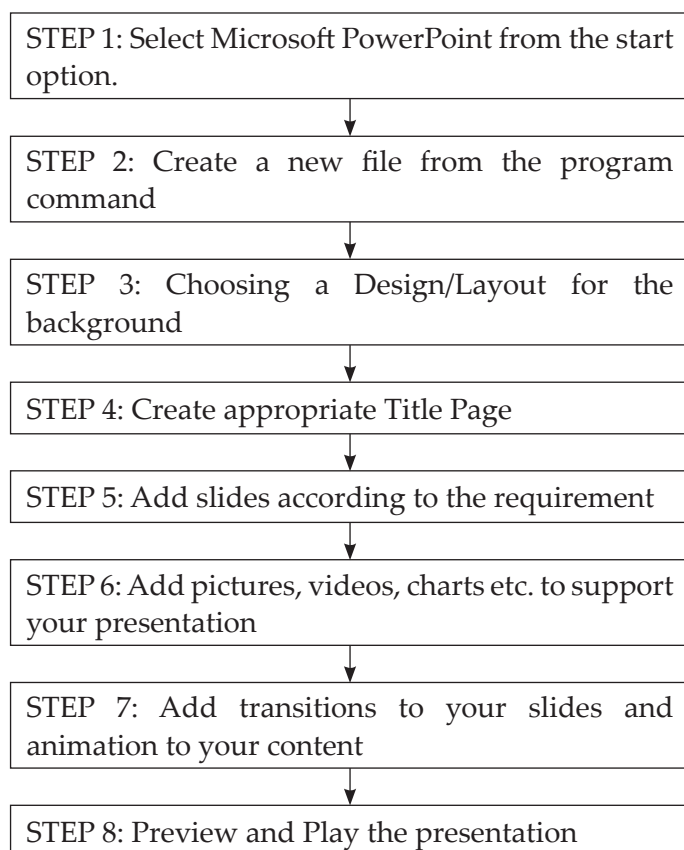 STEP 1: Select Microsoft PowerPoint from the start
option.
STEP 2: Create a new file from the program
command
STEP 3: Choosing a Design/Layout for the
background
STEP 4: Create appropriate Title Page
STEP 5: Add slides according to the requirement
STEP 6: Add pictures, videos, charts etc. to support
your presentation
STEP 7: Add transitions to your slides and
animation to your content
STEP 8: Preview and Play the presentation